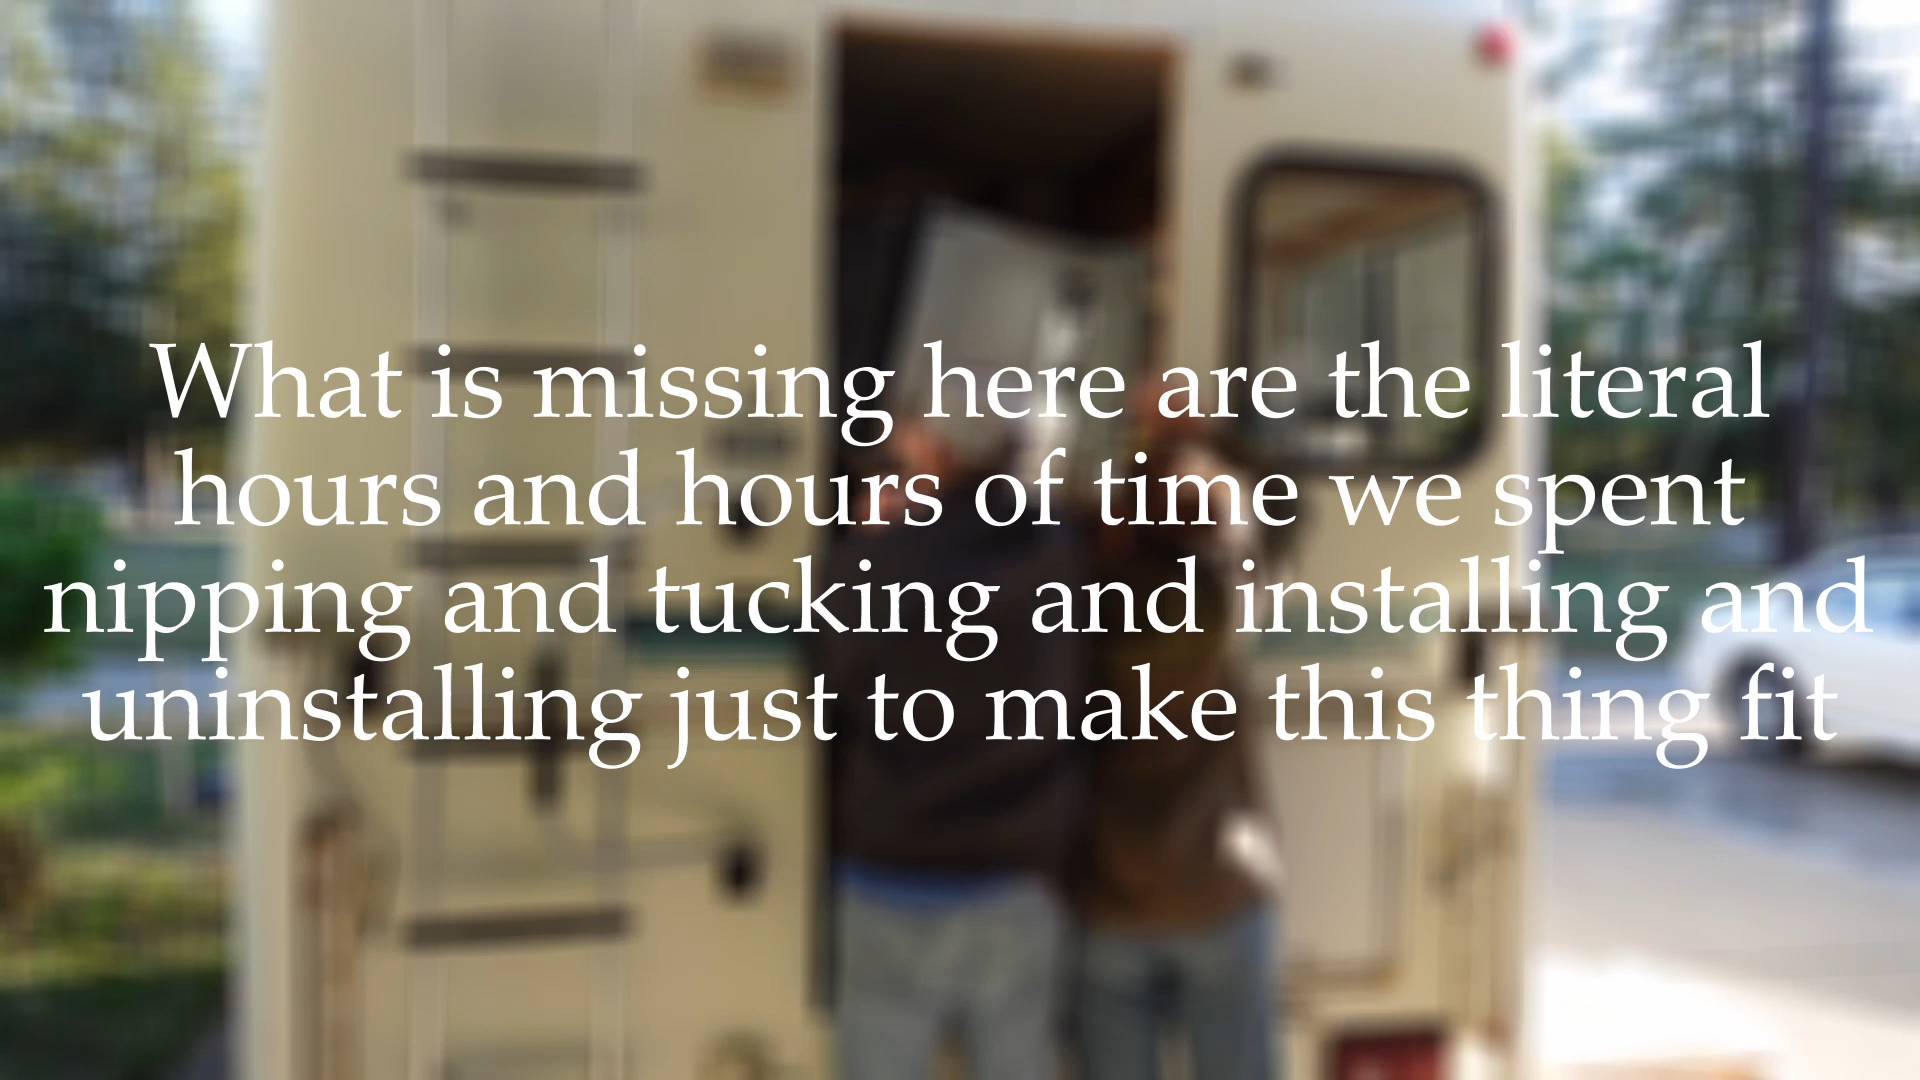 What is missing here are the literal
hours and hours of time we spent
nipping and tucking and installing and
uninstalling just to make this thing fit